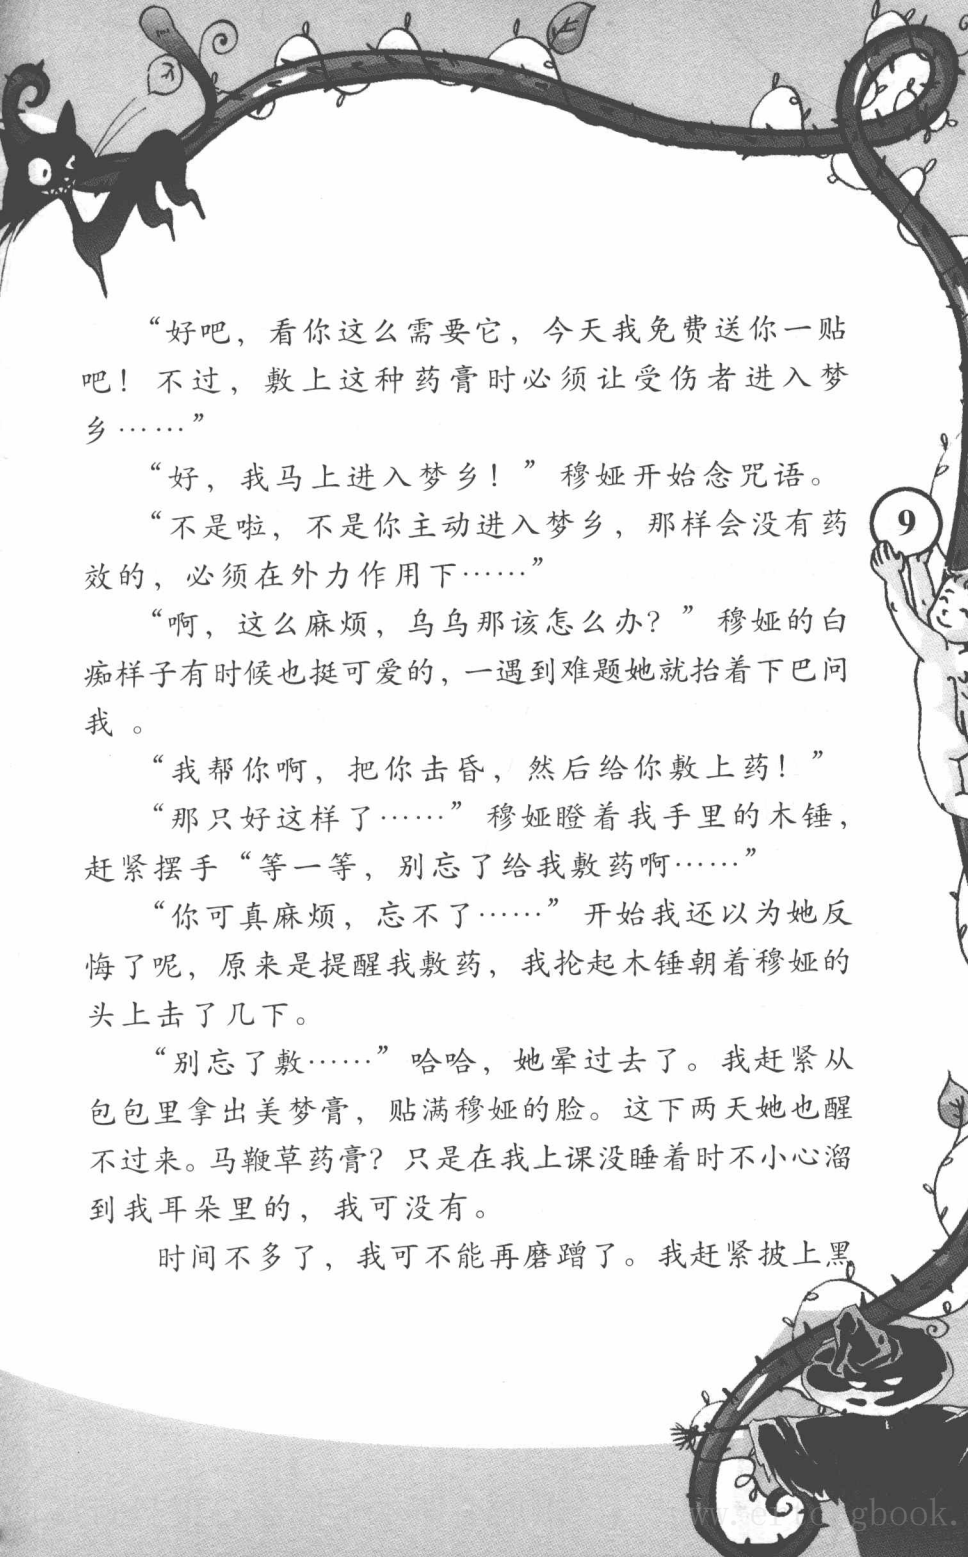 “好吧，看你这么需要它，今天我免费送你一贴
吧！不过，敷上这种药膏时必须让受伤者进入梦
乡……”
“好，我马上进入梦乡！”穆娅开始念咒语。
“不是啦，不是你主动进入梦乡，那样会没有药
效的，必须在外力作用下……”
“啊，这么麻烦，乌乌那该怎么办？”穆娅的白
痴样子有时候也挺可爱的，一遇到难题她就抬着下巴问
我。
“我帮你啊，把你击昏，然后给你敷上药！”
“那只好这样了……”穆娅瞪着我手里的木锤，
赶紧摆手“等一等，别忘了给我敷药啊……”
“你可真麻烦，忘不了……”开始我还以为她反
悔了呢，原来是提醒我敷药，我抡起木锤朝着穆娅的
头上击了几下。
“别忘了敷……”哈哈，她晕过去了。我赶紧从
包包里拿出美梦膏，贴满穆娅的脸。这下两天她也醒
不过来。马鞭草药膏？只是在我上课没睡着时不小心溜
到我耳朵里的，我可没有。
时间不多了，我可不能再磨蹭了。我赶紧披上黑
9